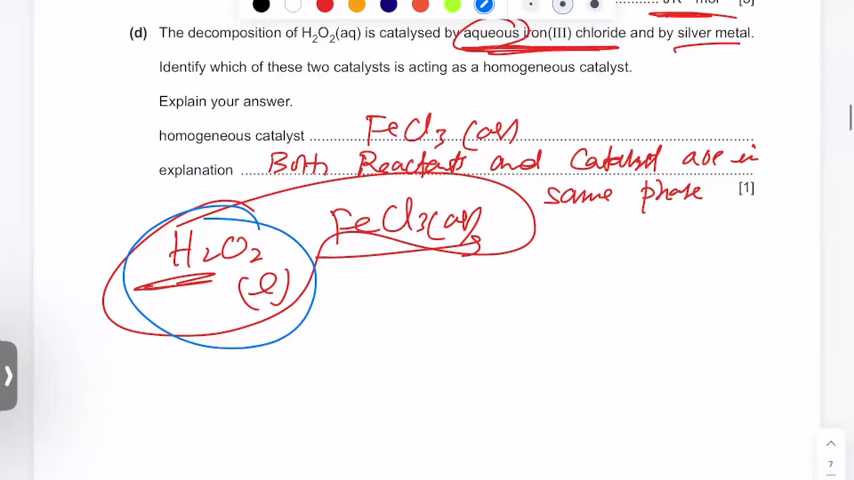 (d) The decomposition of H₂O₂(aq) is catalysed by aqueous iron(III) chloride and by silver metal.
Identify which of these two catalysts is acting as a homogeneous catalyst.
Explain your answer.
homogeneous catalyst FeCl₃ (aq)
explanation Both Reactants and Catalyst are in
same phase [1]
H₂O₂ FeCl₃(aq)
(l)
7